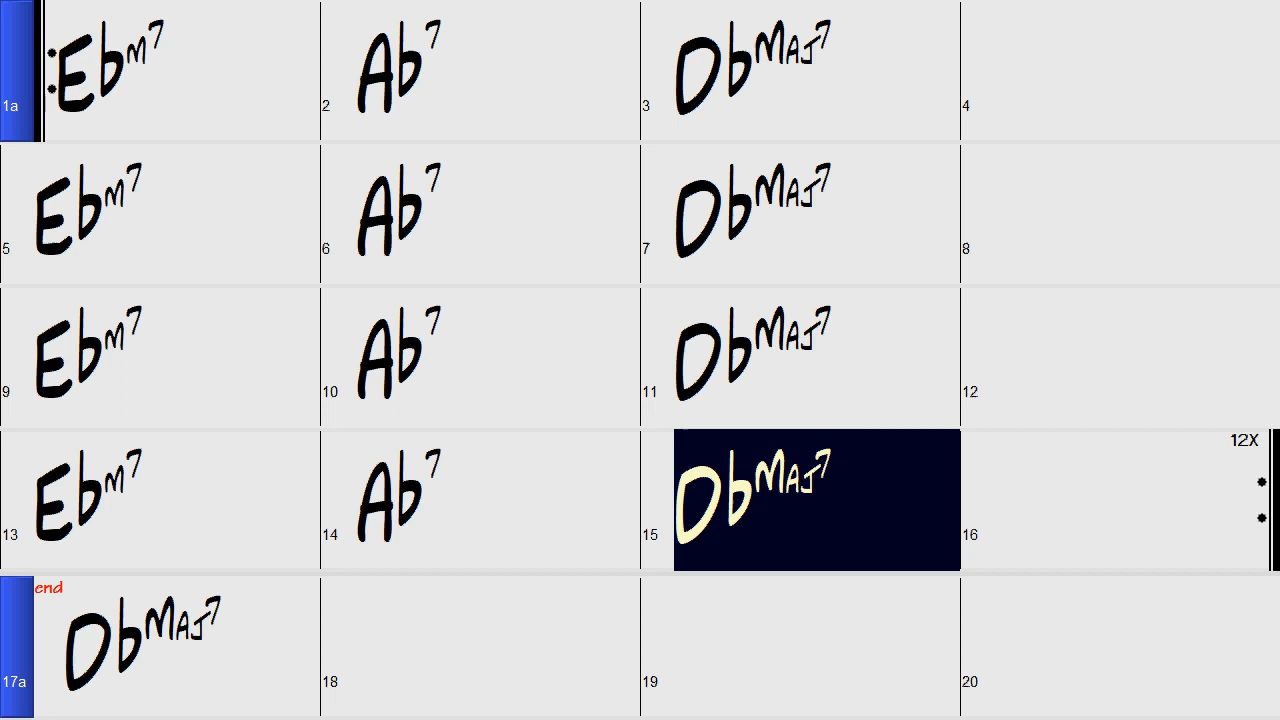 1a Ebm7 2 Ab7 3 DbMAJ7 4
5 Ebm7 6 Ab7 7 DbMAJ7 8
9 Ebm7 10 Ab7 11 DbMAJ7 12
12X
13 Ebm7 14 Ab7 15 DbMAJ7 16
end
17a DbMAJ7 18 19 20